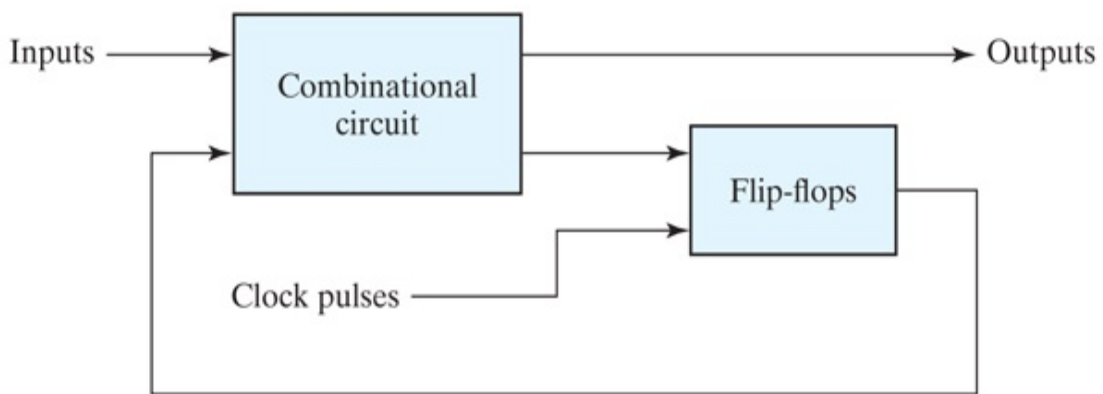 Inputs
Combinational
circuit
Outputs
Flip-flops
Clock pulses